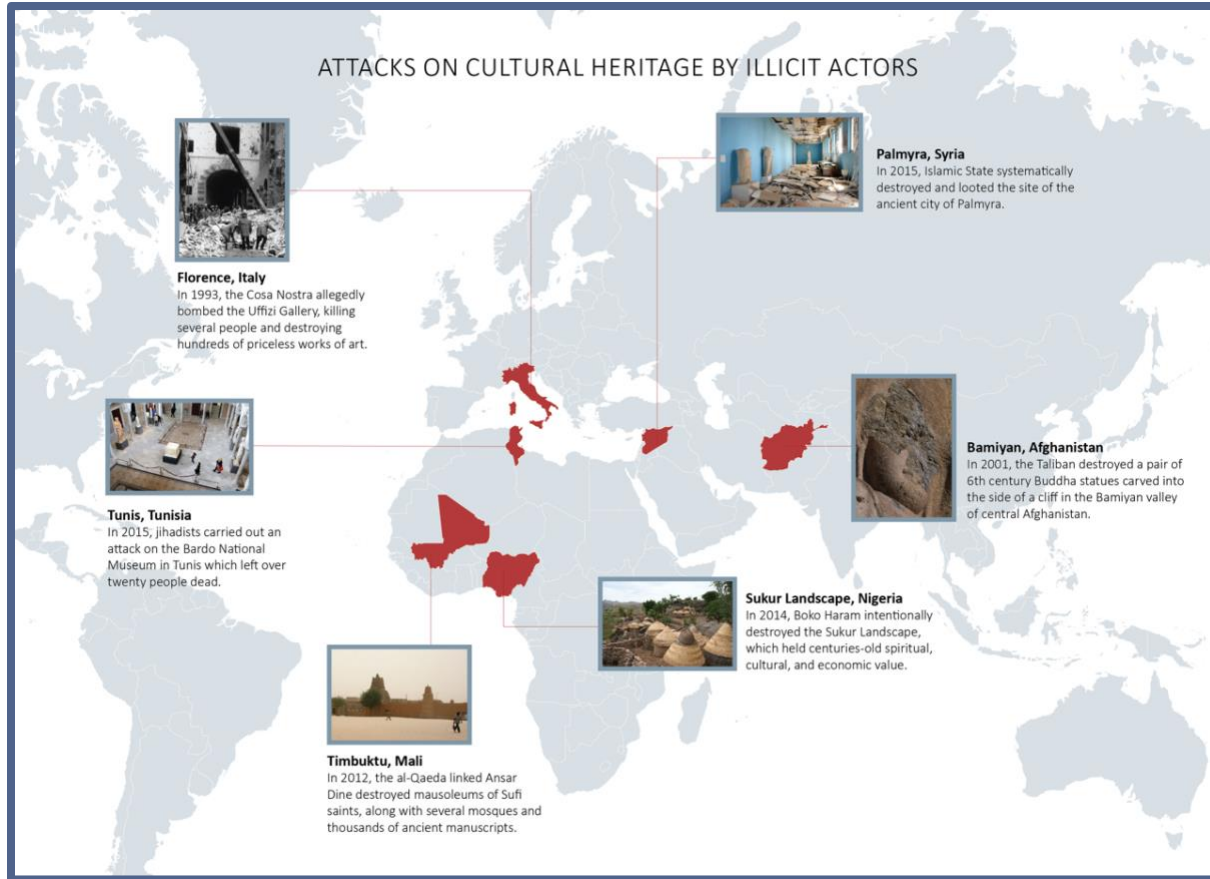 ATTACKS ON CULTURAL HERITAGE BY ILLICIT ACTORS
Florence, Italy
In 1993, the Cosa Nostra allegedly
bombed the Uffizi Gallery, killing
several people and destroying
hundreds of priceless works of art.
Palmyra, Syria
In 2015, Islamic State systematically
destroyed and looted the site of the
ancient city of Palmyra.
Tunis, Tunisia
In 2015, jihadists carried out an
attack on the Bardo National
Museum in Tunis which left over
twenty people dead.
Bamiyan, Afghanistan
In 2001, the Taliban destroyed a pair of
6th century Buddha statues carved into
the side of a cliff in the Bamiyan valley
of central Afghanistan.
Sukur Landscape, Nigeria
In 2014, Boko Haram intentionally
destroyed the Sukur Landscape,
which held centuries-old spiritual,
cultural, and economic value.
Timbuktu, Mali
In 2012, the al-Qaeda linked Ansar
Dine destroyed mausoleums of Sufi
saints, along with several mosques and
thousands of ancient manuscripts.